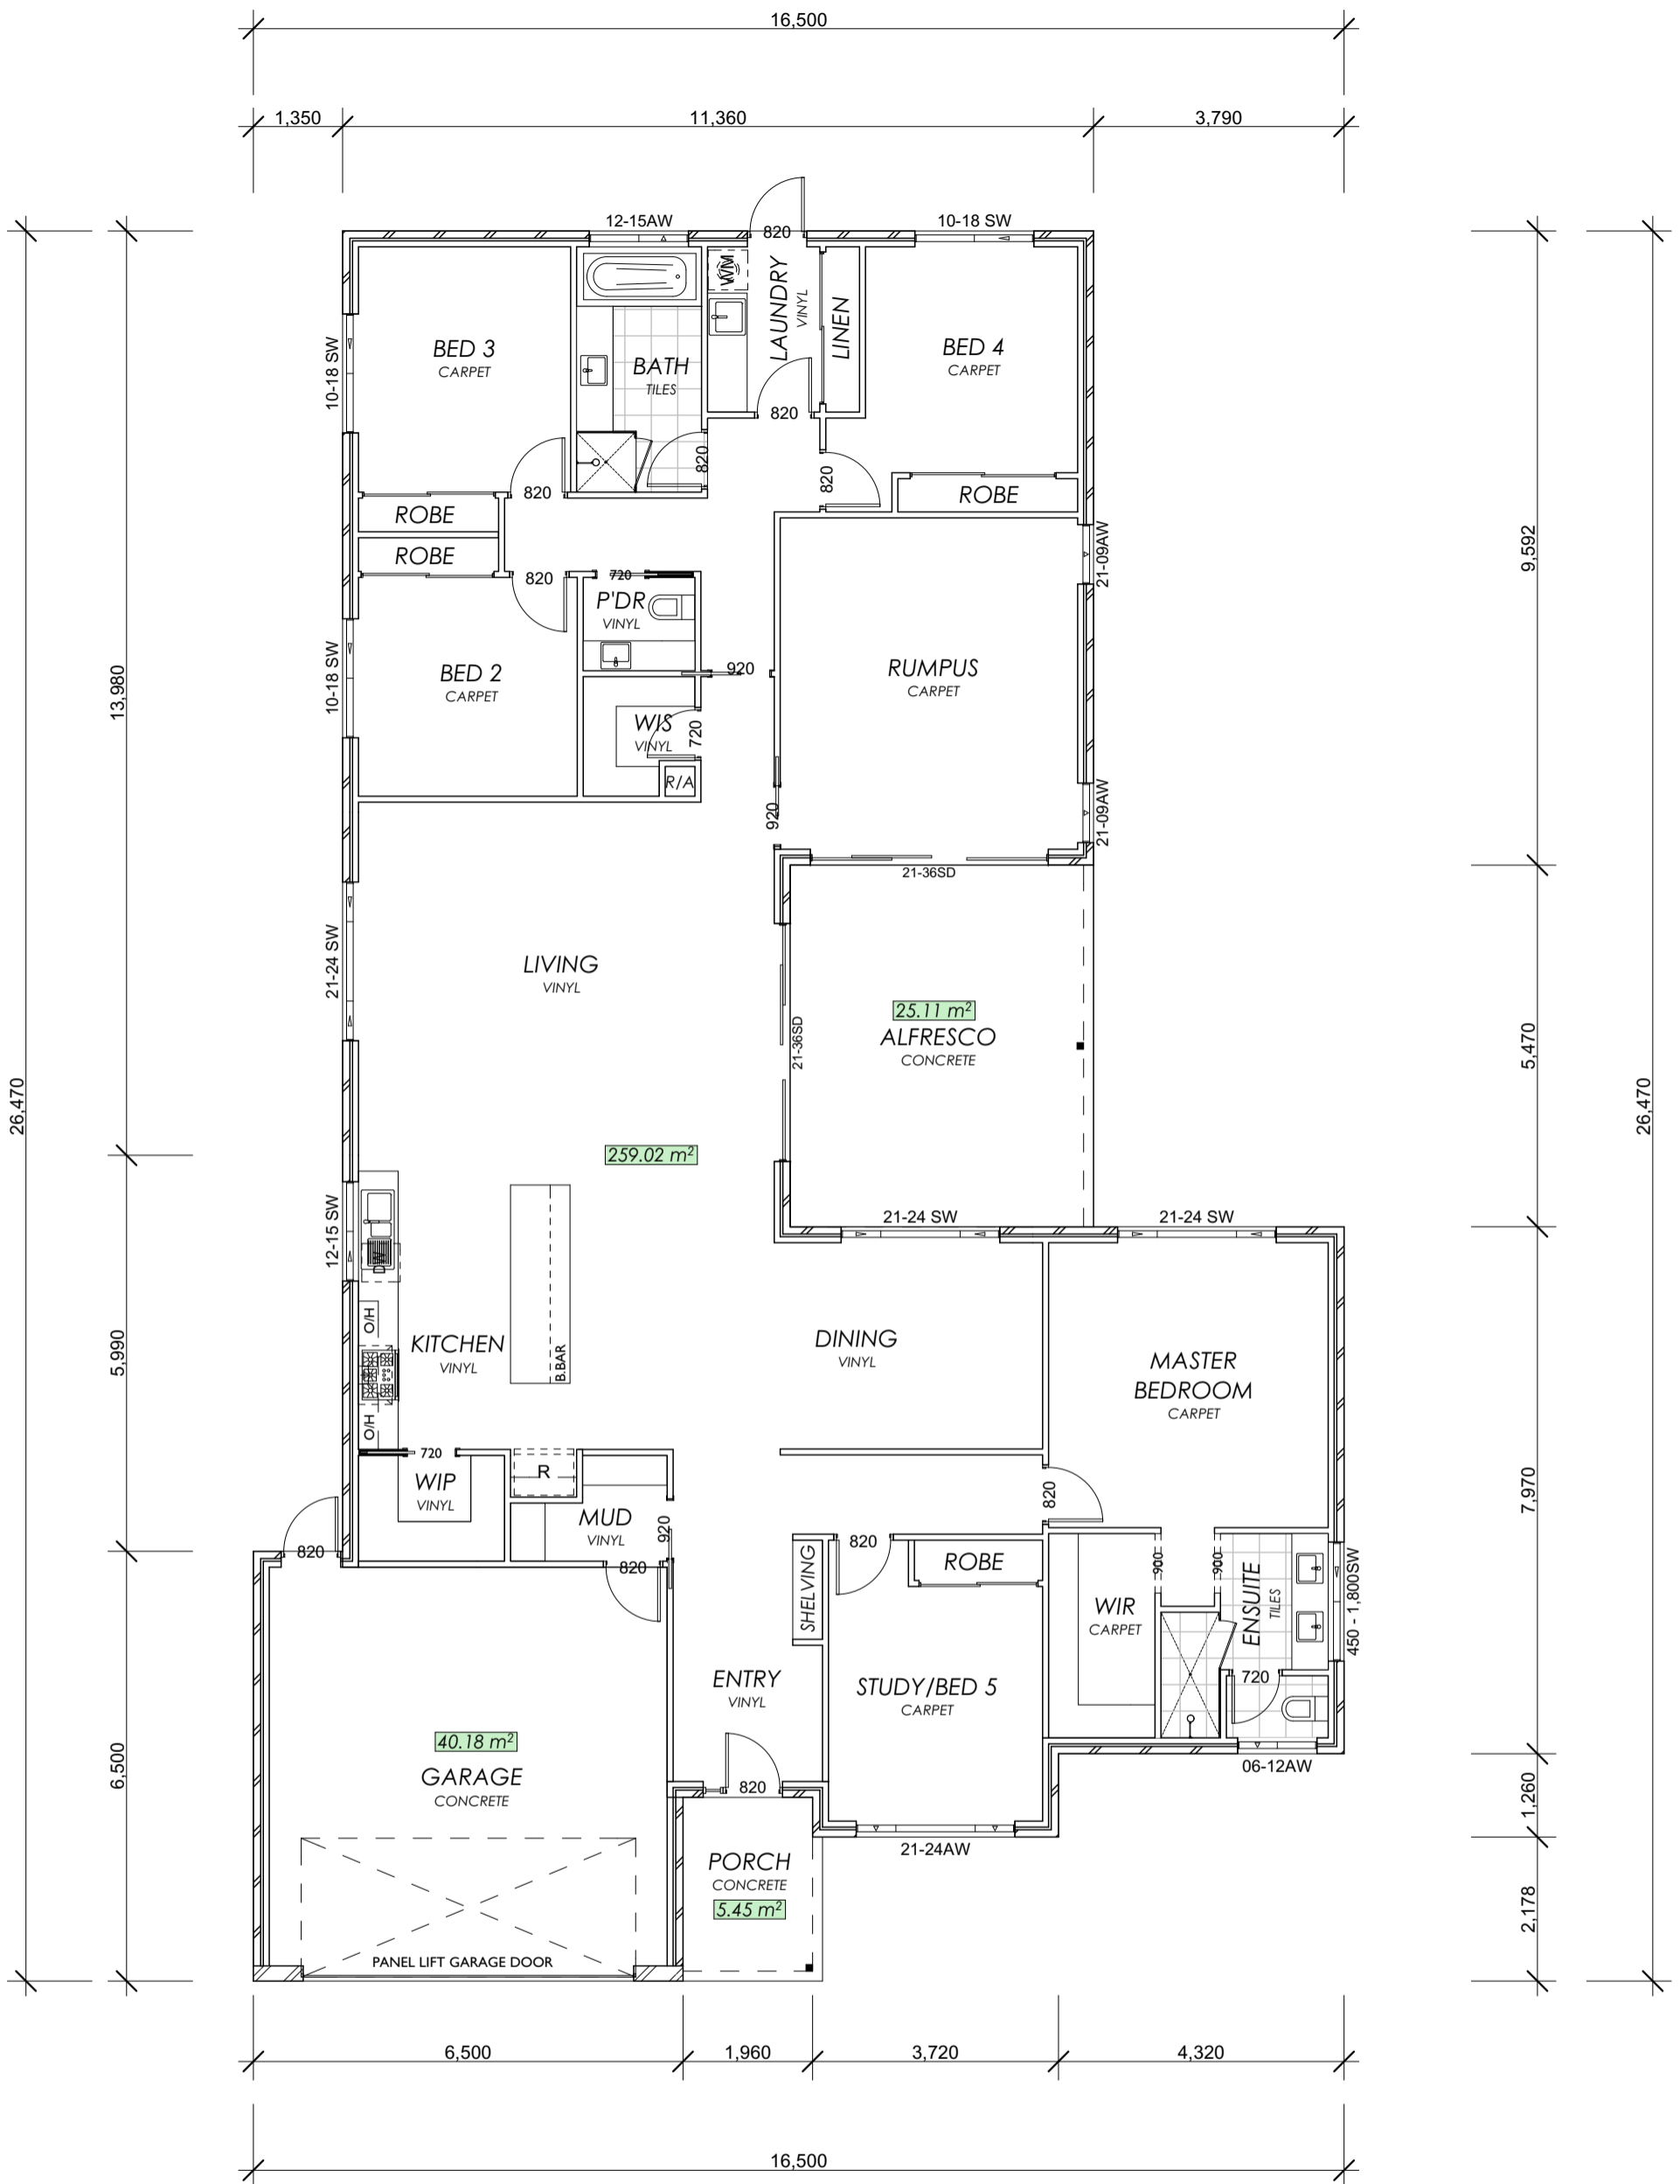 16,500
1,350
11,360
3,790
12-15AW
820
10-18 SW
WM
LAUNDRY
VINYL
LINEN
BED 3
CARPET
10-18 SW
BATH
TILES
BED 4
CARPET
820
820
820
820
ROBE
ROBE
ROBE
820
720
P'DR
VINYL
21-09AW
9,592
13,980
10-18 SW
BED 2
CARPET
920
RUMPUS
CARPET
WIS
VINYL
720
R/A
920
21-09AW
21-36SD
LIVING
VINYL
21-24 SW
21-36SD
25.11 m²
ALFRESCO
CONCRETE
5,470
26,470
26,470
259.02 m²
12-15 SW
21-24 SW
21-24 SW
DW
O/H
KITCHEN
VINYL
B.BAR
O/H
DINING
VINYL
MASTER
BEDROOM
CARPET
5,990
720
WIP
VINYL
R
MUD
VINYL
920
820
820
820
820
7,970
SHELVING
ROBE
900
900
WIR
CARPET
ENSUITE
TILES
450 - 1,800SW
720
ENTRY
VINYL
STUDY/BED 5
CARPET
40.18 m²
GARAGE
CONCRETE
6,500
820
06-12AW
1,260
21-24AW
PORCH
CONCRETE
5.45 m²
2,178
PANEL LIFT GARAGE DOOR
6,500
1,960
3,720
4,320
16,500